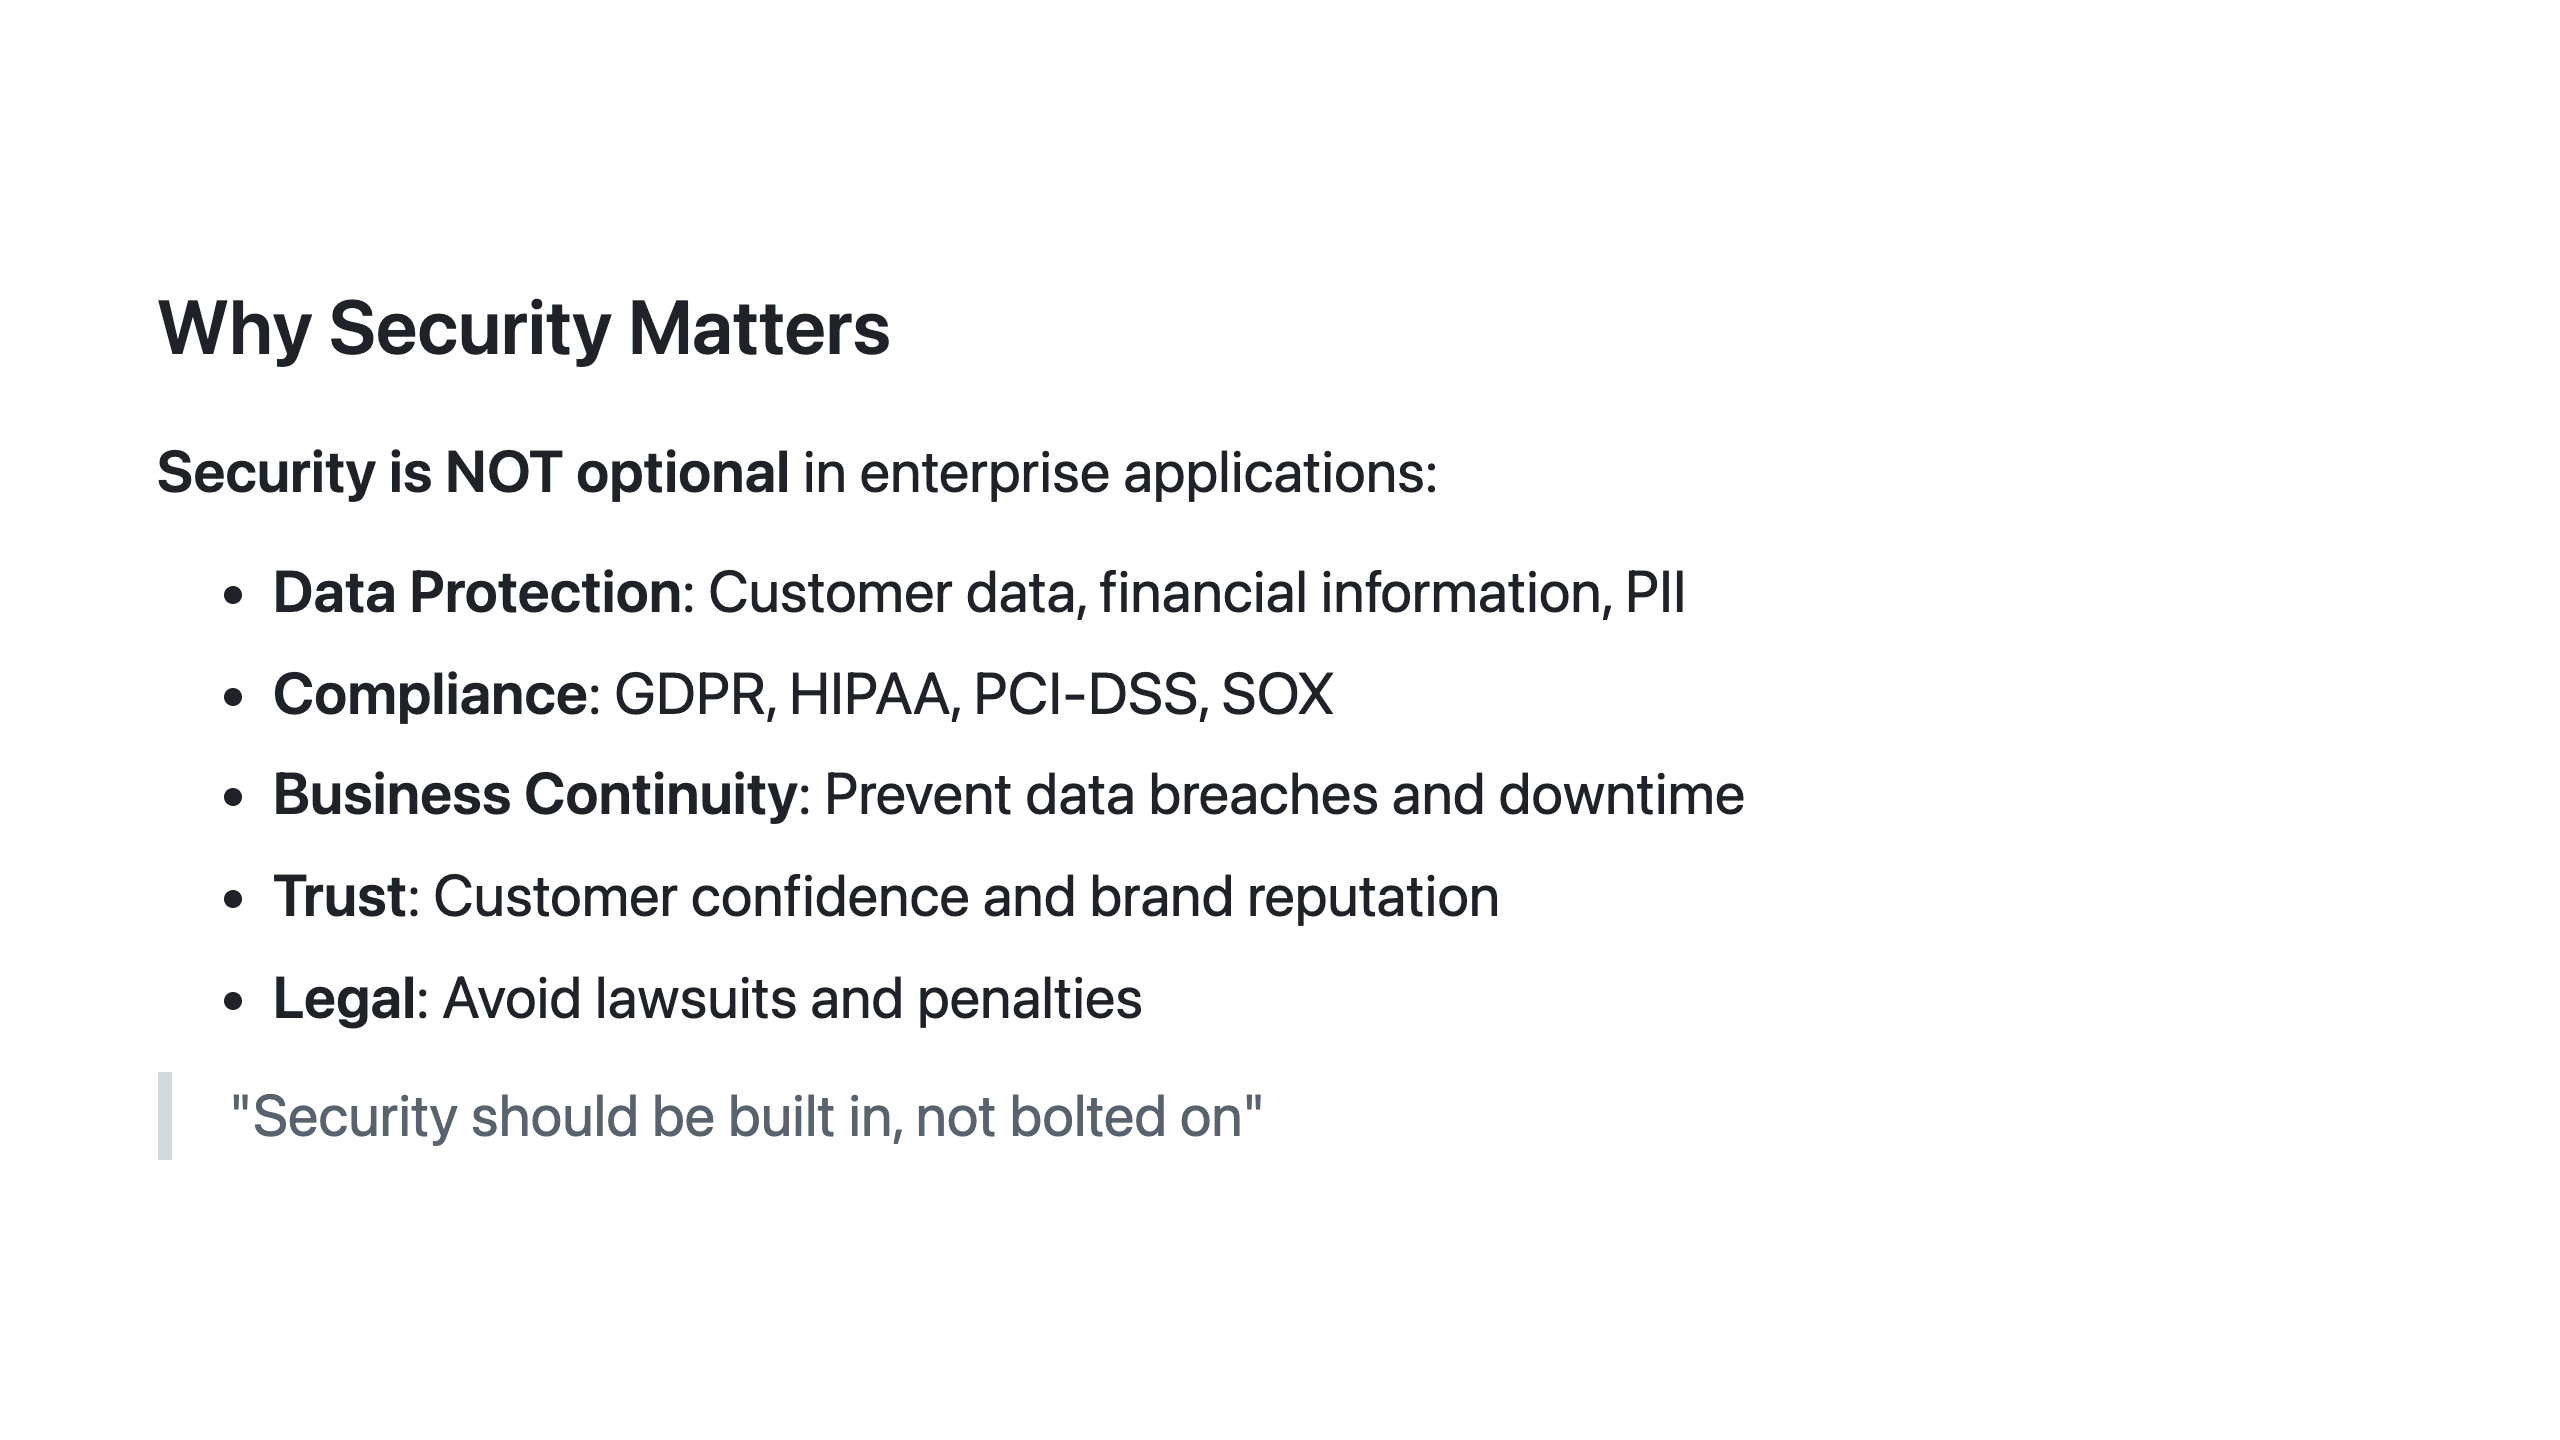 Why Security Matters
Security is NOT optional in enterprise applications:
• Data Protection: Customer data, financial information, PII
• Compliance: GDPR, HIPAA, PCI-DSS, SOX
• Business Continuity: Prevent data breaches and downtime
• Trust: Customer confidence and brand reputation
• Legal: Avoid lawsuits and penalties
"Security should be built in, not bolted on"